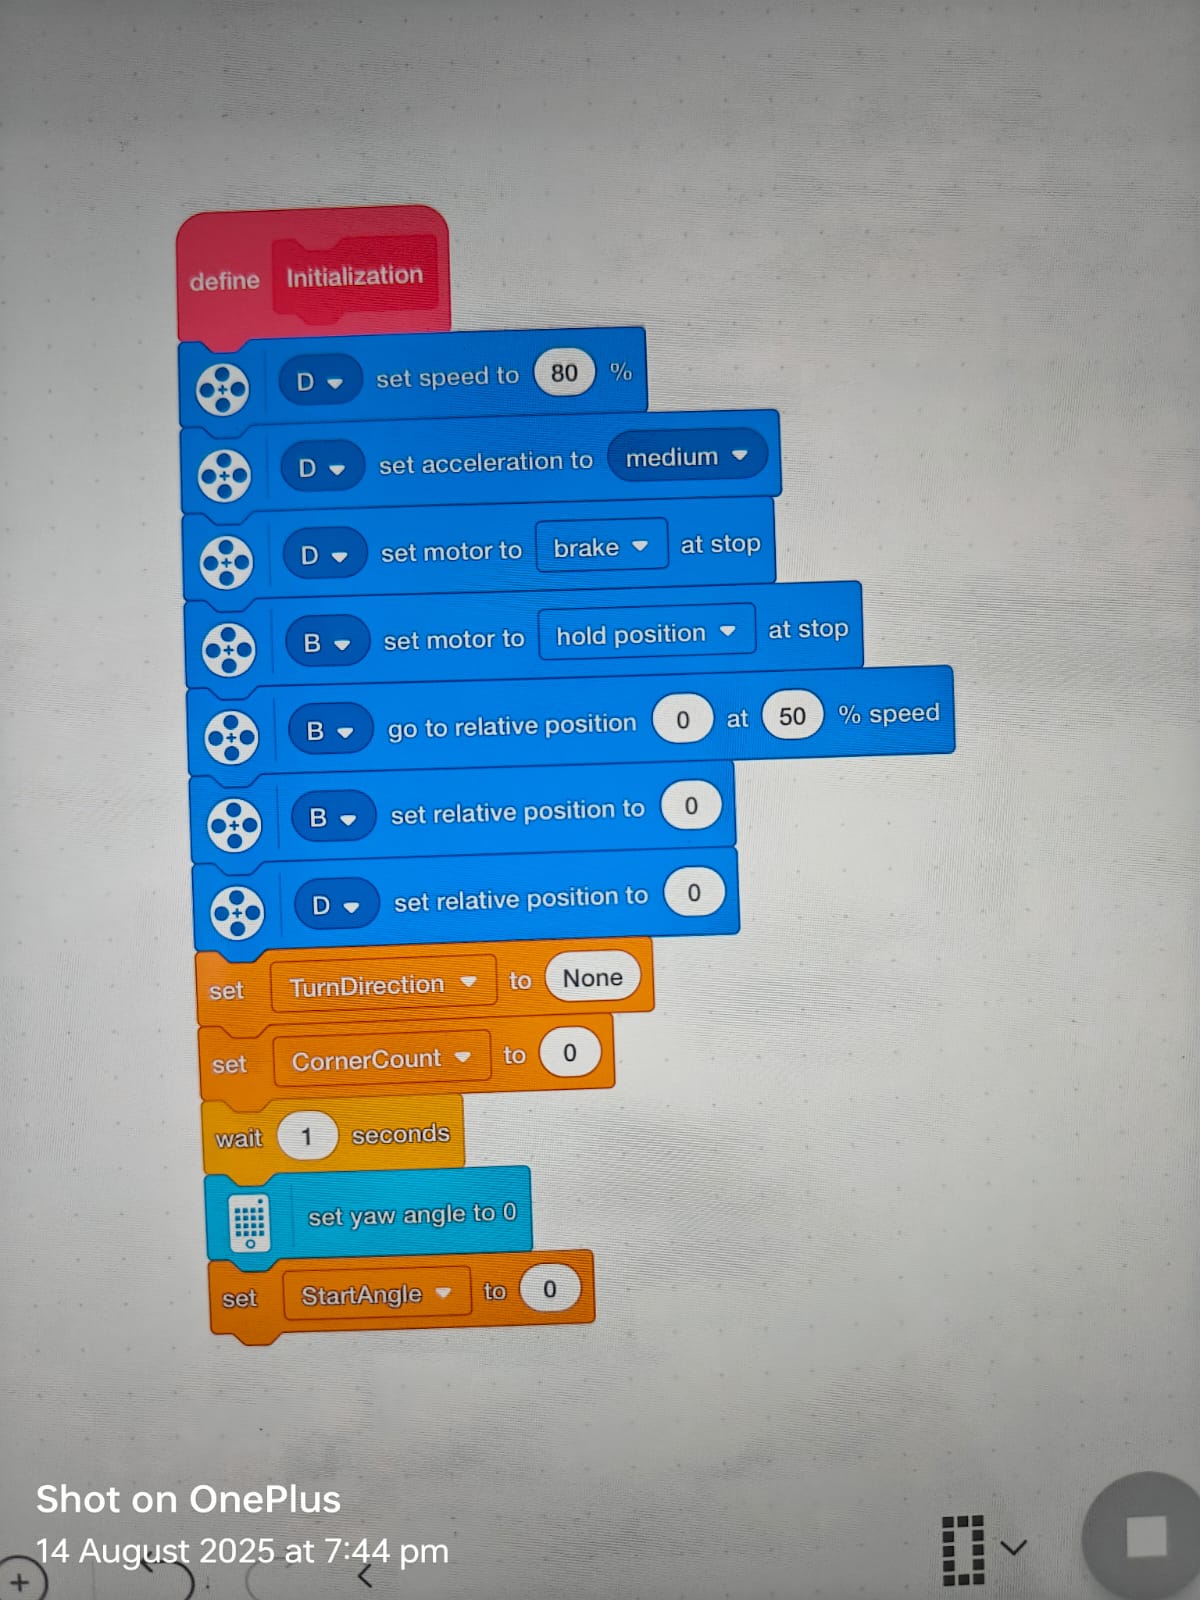 define Initialization
D set speed to 80 %
D set acceleration to medium
D set motor to brake at stop
B set motor to hold position at stop
B go to relative position 0 at 50 % speed
B set relative position to 0
D set relative position to 0
set TurnDirection to None
set CornerCount to 0
wait 1 seconds
set yaw angle to 0
set StartAngle to 0
Shot on OnePlus
14 August 2025 at 7:44 pm